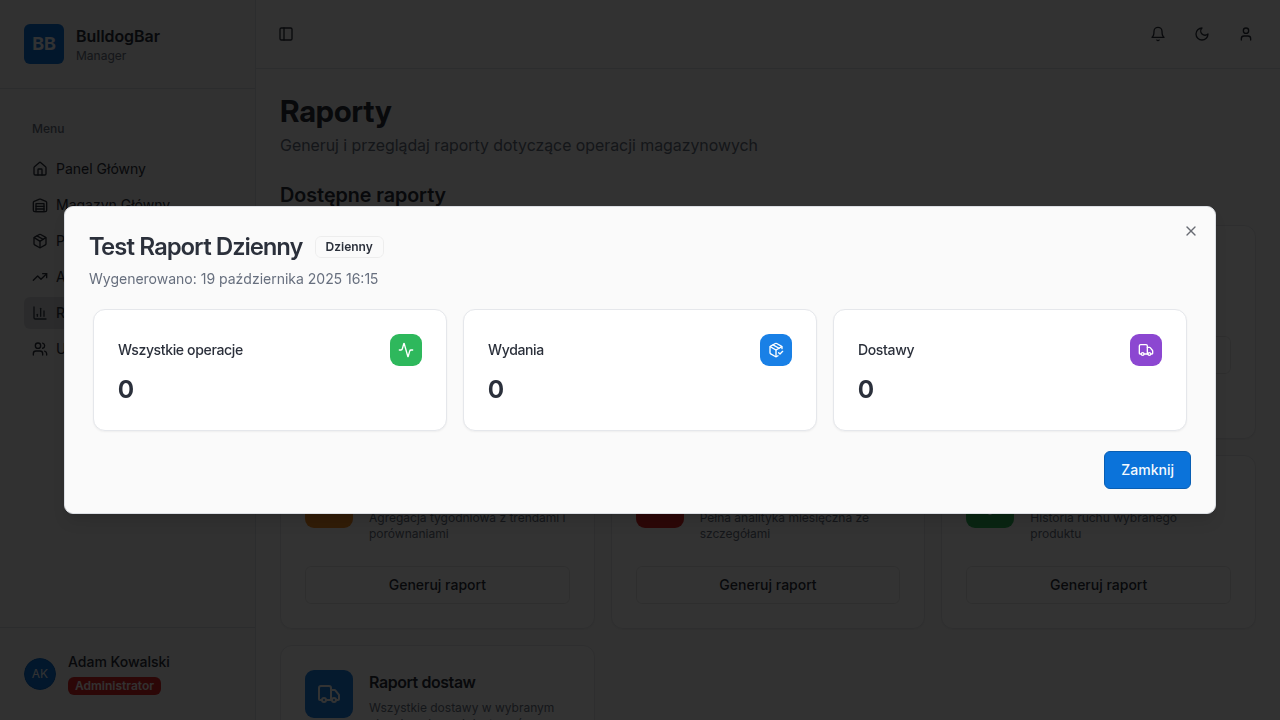 BB
BulldogBar
Manager
Menu
Panel Główny
Magazyn Główny
P
A
R
U
AK
Adam Kowalski
Administrator
Raporty
Generuj i przeglądaj raporty dotyczące operacji magazynowych
Dostępne raporty
Test Raport Dzienny
Dzienny
Wygenerowano: 19 października 2025 16:15
Wszystkie operacje
0
Wydania
0
Dostawy
0
Zamknij
Agregacja tygodniowa z trendami i
porównaniami
Generuj raport
Pełna analityka miesięczna ze
szczegółami
Generuj raport
Historia ruchu wybranego
produktu
Generuj raport
Raport dostaw
Wszystkie dostawy w wybranym